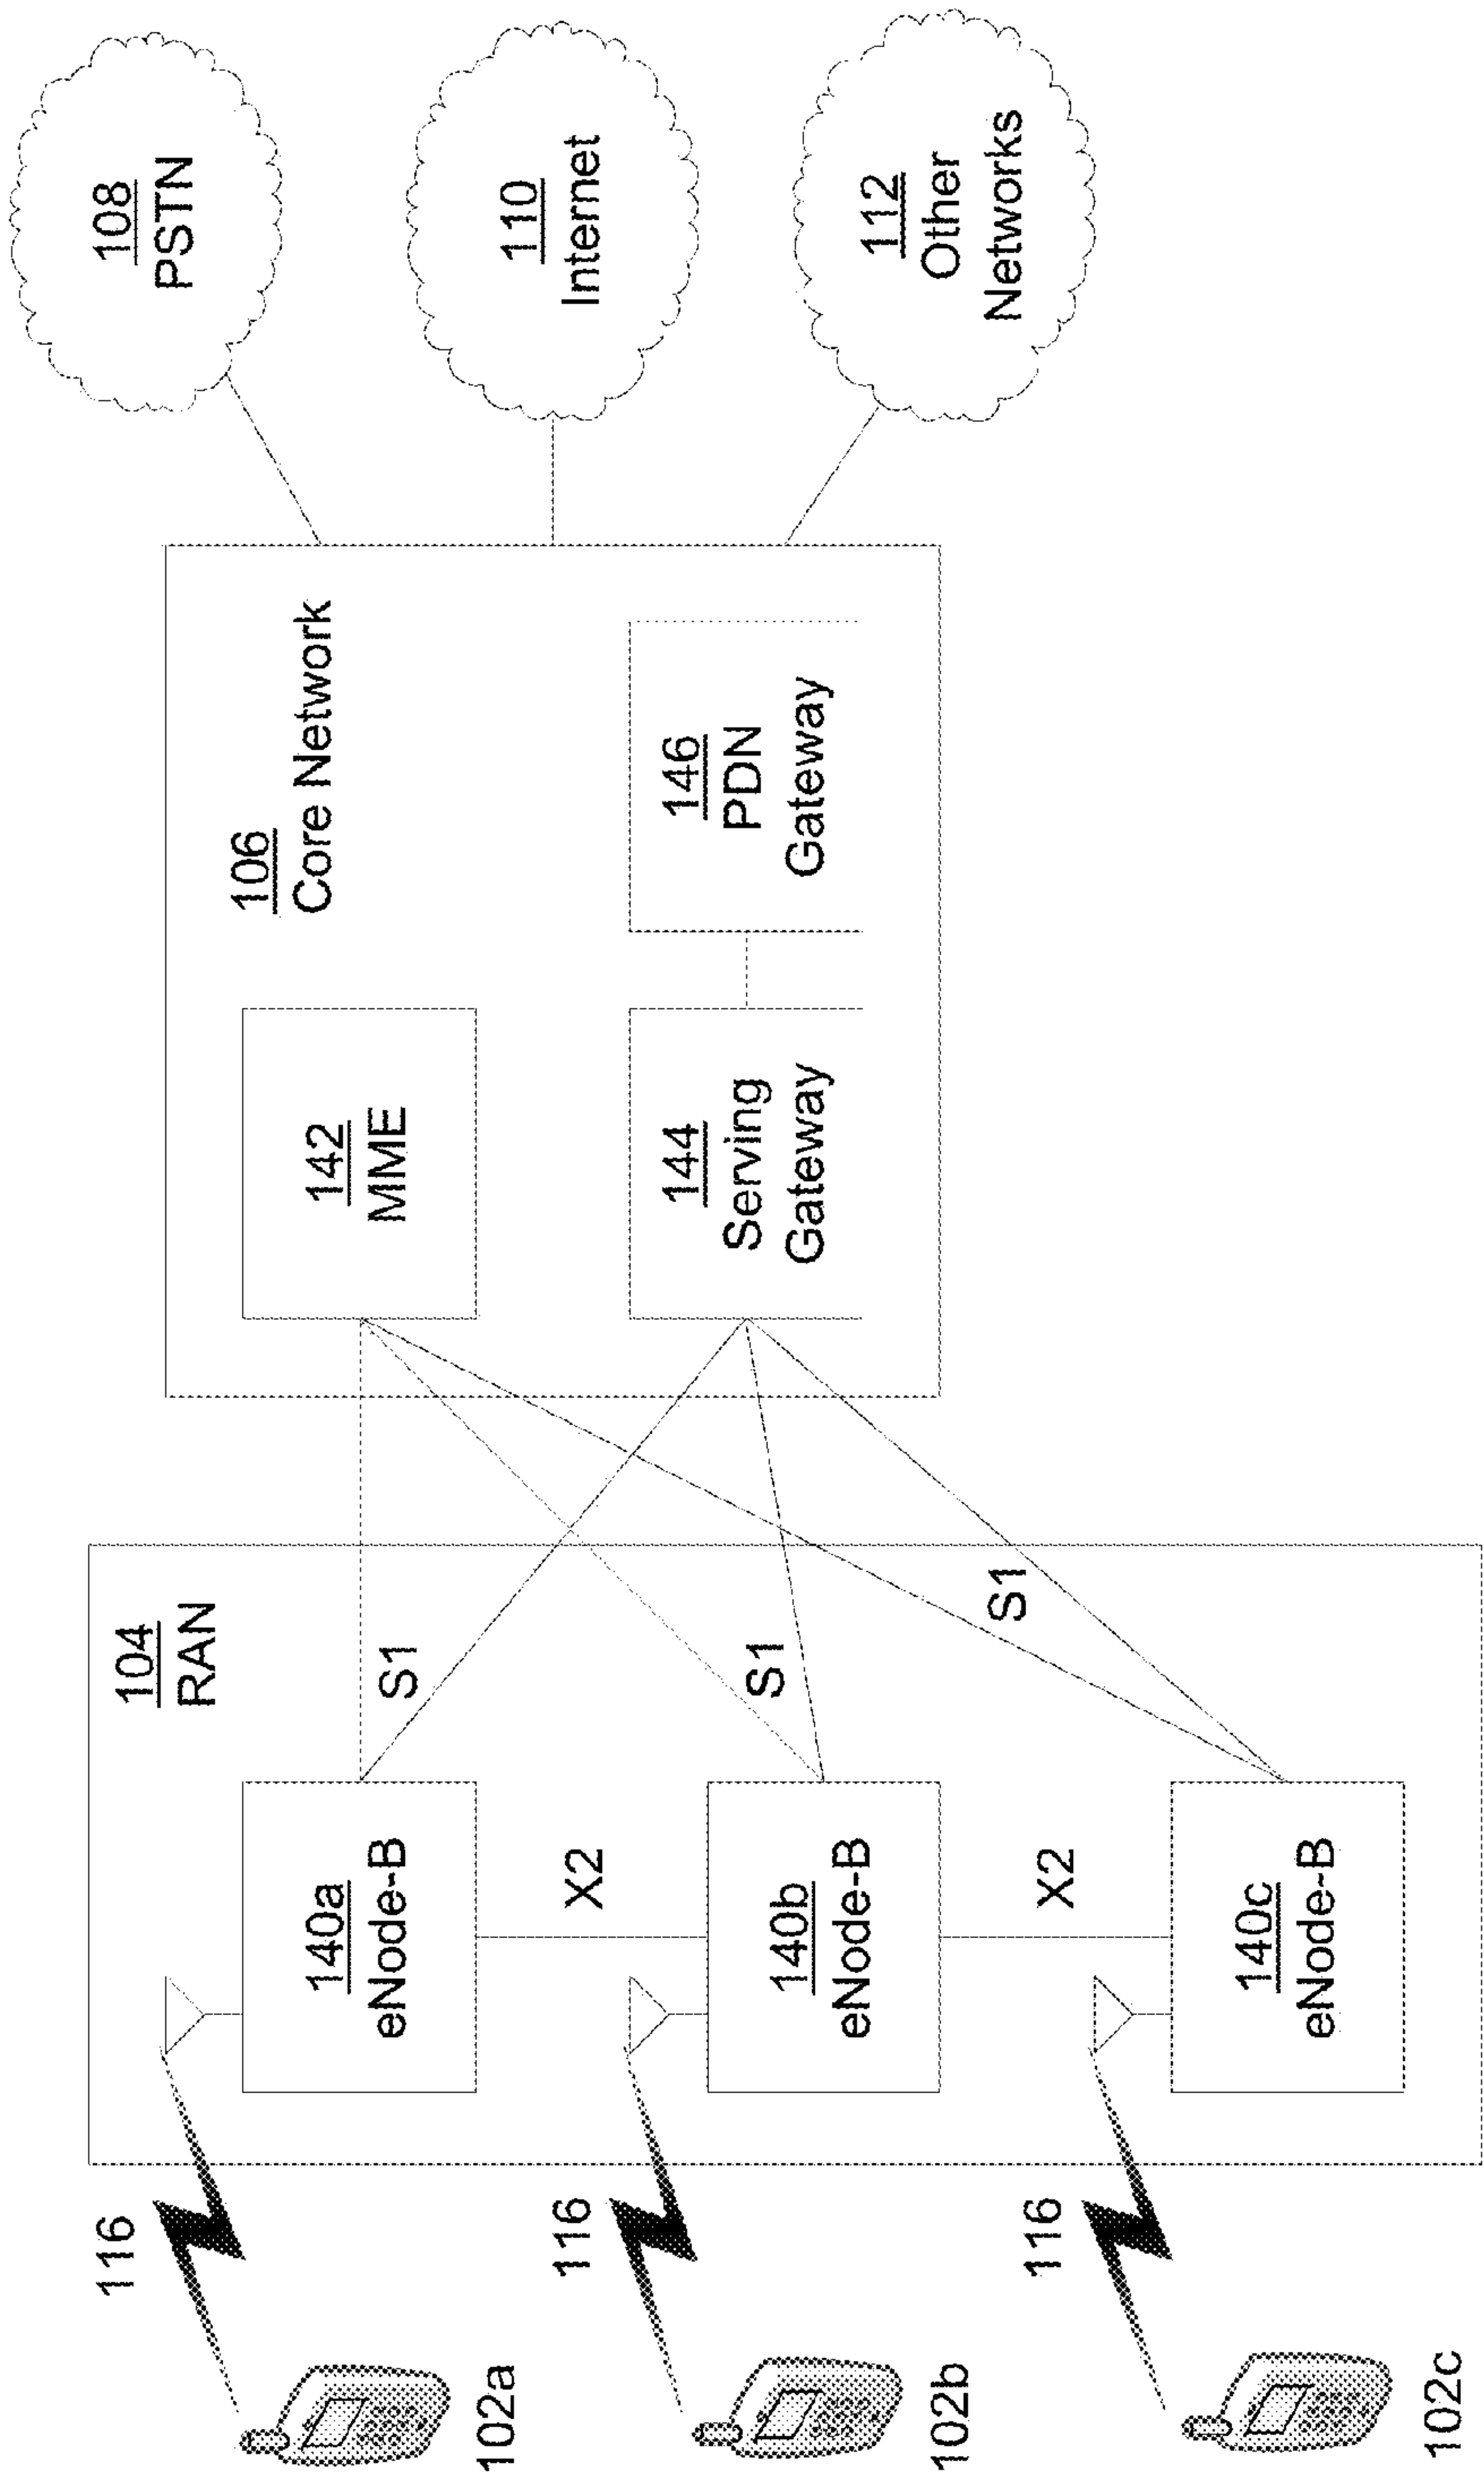 116
102a
116
102b
116
102c
104
RAN
140a
eNode-B
X2
140b
eNode-B
X2
140c
eNode-B
S1
S1
S1
106
Core Network
142
MME
144
Serving
Gateway
146
PDN
Gateway
108
PSTN
110
Internet
112
Other
Networks